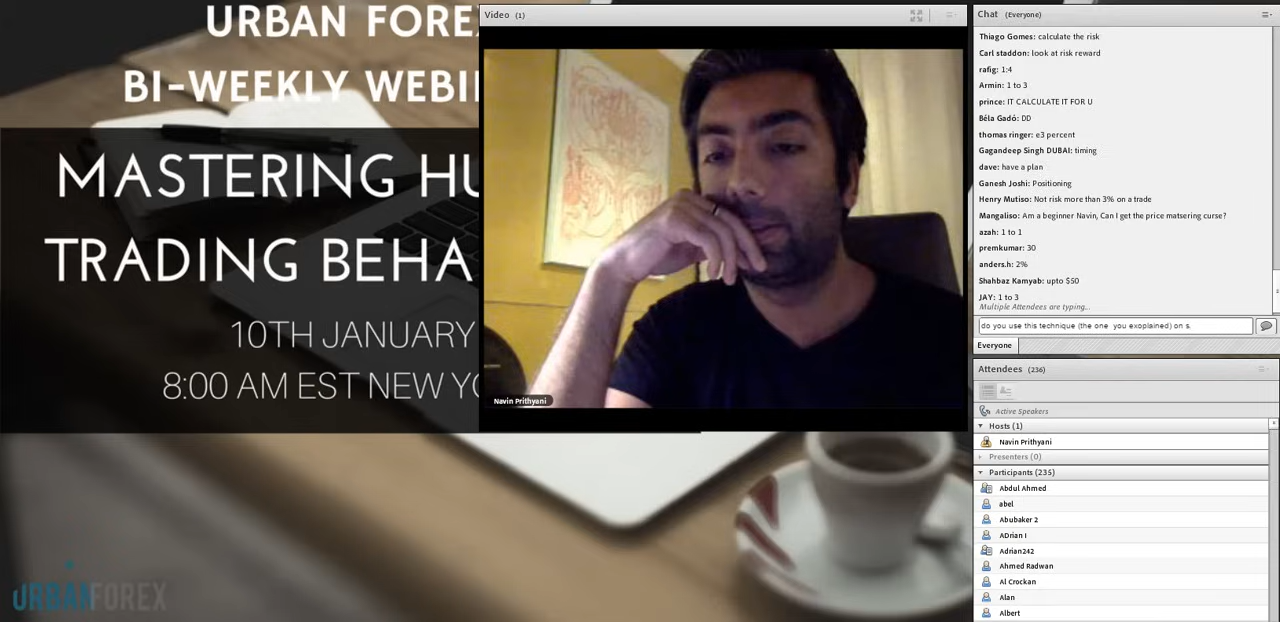 URBAN FORE
BI-WEEKLY WEBI
MASTERING HU
TRADING BEHA
10TH JANUARY
8:00 AM EST NEW YO
URBANFOREX
Video (1)
Navin Prithyani
Chat (Everyone)
Thiago Gomes: calculate the risk
Carl staddon: look at risk reward
rafig: 1:4
Armin: 1 to 3
prince: IT CALCULATE IT FOR U
Béla Gadó: DD
thomas ringer: e3 percent
Gagandeep Singh DUBAI: timing
dave: have a plan
Ganesh Joshi: Positioning
Henry Mutiso: Not risk more than 3% on a trade
Mangaliso: Am a beginner Navin, Can I get the price matsering curse?
azah: 1 to 1
premkumar: 30
anders.h: 2%
Shahbaz Kamyab: upto $50
JAY: 1 to 3
Multiple Attendees are typing...
do you use this technique (the one you exoplained) on s.
Everyone
Attendees (236)
Active Speakers
Hosts (1)
Navin Prithyani
Presenters (0)
Participants (235)
Abdul Ahmed
abel
Abubaker 2
ADrian I
Adrian242
Ahmed Radwan
Al Crockan
Alan
Albert